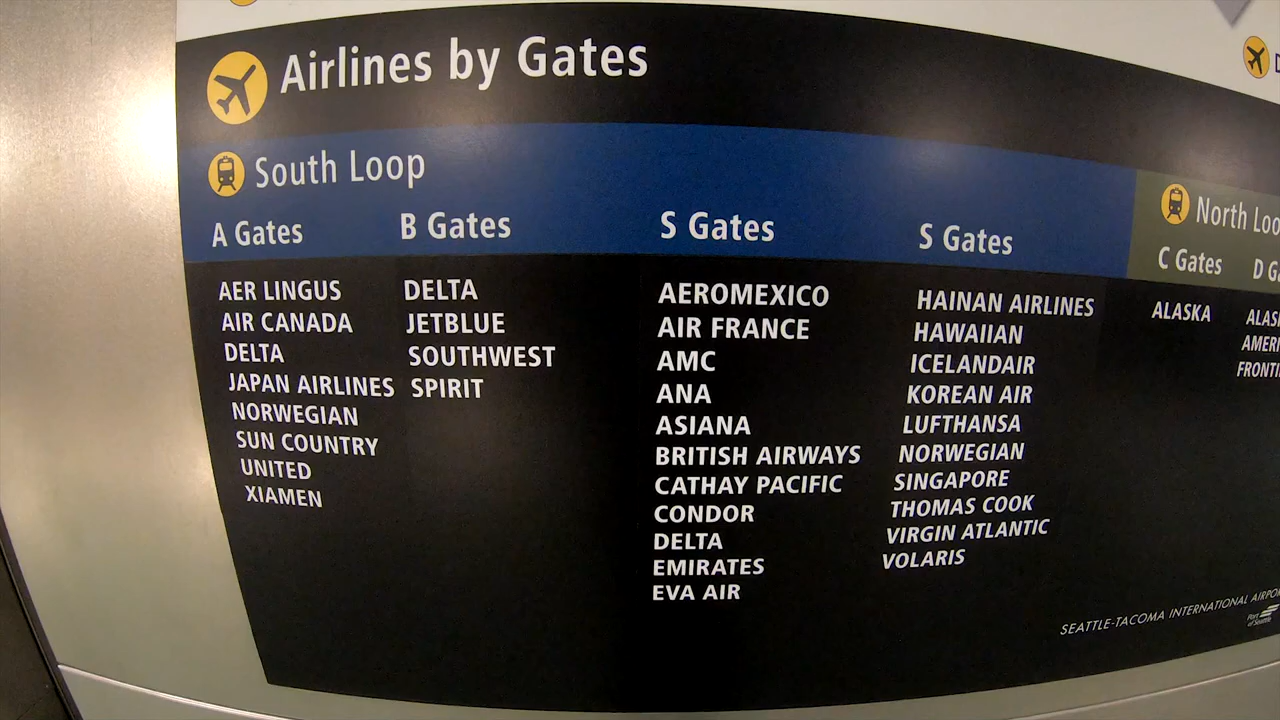 Airlines by Gates
South Loop
A Gates
AER LINGUS
AIR CANADA
DELTA
JAPAN AIRLINES
NORWEGIAN
SUN COUNTRY
UNITED
XIAMEN
B Gates
DELTA
JETBLUE
SOUTHWEST
SPIRIT
S Gates
AEROMEXICO
AIR FRANCE
AMC
ANA
ASIANA
BRITISH AIRWAYS
CATHAY PACIFIC
CONDOR
DELTA
EMIRATES
EVA AIR
S Gates
HAINAN AIRLINES
HAWAIIAN
ICELANDAIR
KOREAN AIR
LUFTHANSA
NORWEGIAN
SINGAPORE
THOMAS COOK
VIRGIN ATLANTIC
VOLARIS
North
C Gates
ALASKA
D
SEATTLE-TACOMA INTERNATIONAL
Port
of Seattle